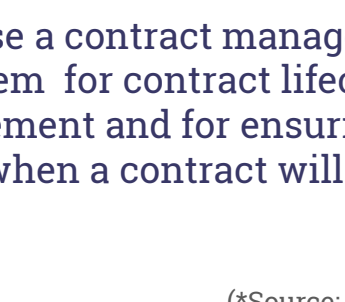 se a contract manag
em for contract lifec
ement and for ensuri
when a contract will
(*Source: